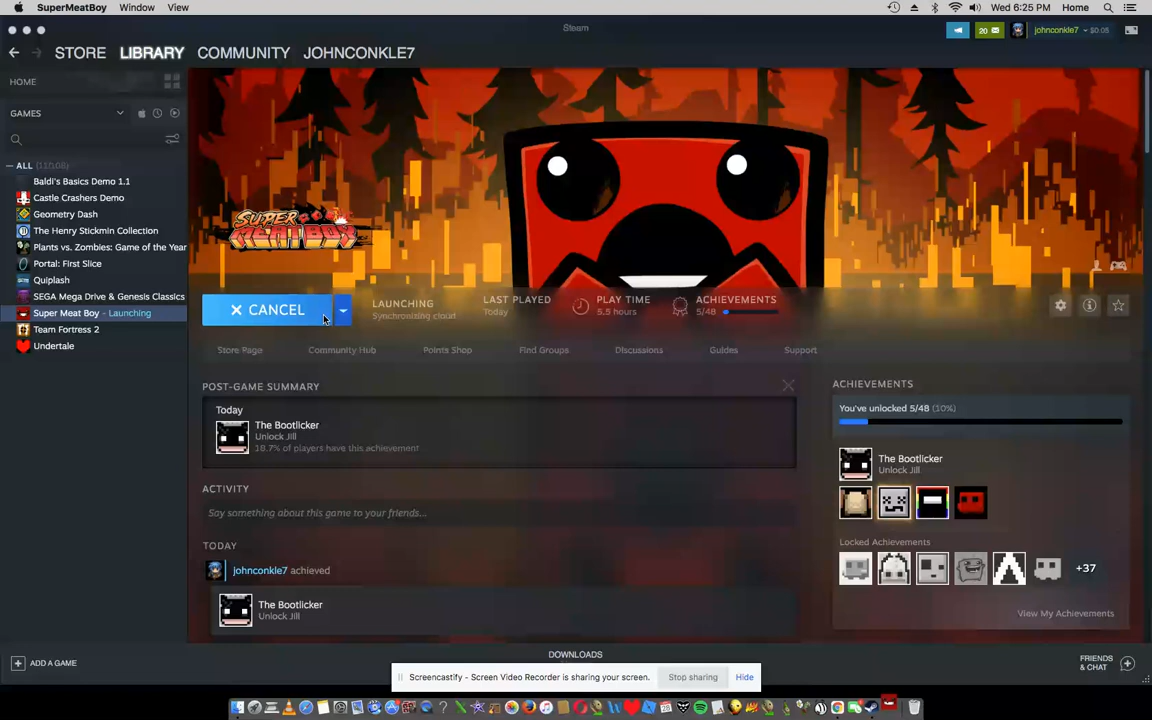 SuperMeatBoy Window View Wed 6:25 PM Home
Steam
20 johnconkle7 $0.05
STORE LIBRARY COMMUNITY JOHNCONKLE7
HOME
GAMES
ALL
Baldi's Basics Demo 1.1
Castle Crashers Demo
Geometry Dash
The Henry Stickmin Collection
Plants vs. Zombies: Game of the Year
Portal: First Slice
Quiplash
SEGA Mega Drive & Genesis Classics
Super Meat Boy - Launching
Team Fortress 2
Undertale
SUPER
MEAT BOY
CANCEL
LAUNCHING
Synchronizing cloud
LAST PLAYED
Today
PLAY TIME
5.5 hours
ACHIEVEMENTS
5/48
Store Page Community Hub Points Shop Find Groups Discussions Guides Support
POST-GAME SUMMARY
Today
The Bootlicker
Unlock Jill
18.7% of players have this achievement
ACTIVITY
Say something about this game to your friends...
TODAY
johnconkle7 achieved
The Bootlicker
Unlock Jill
ACHIEVEMENTS
You've unlocked 5/48 (10%)
The Bootlicker
Unlock Jill
Locked Achievements
+37
View My Achievements
ADD A GAME
DOWNLOADS
FRIENDS
& CHAT
Screencastify - Screen Video Recorder is sharing your screen. Stop sharing Hide